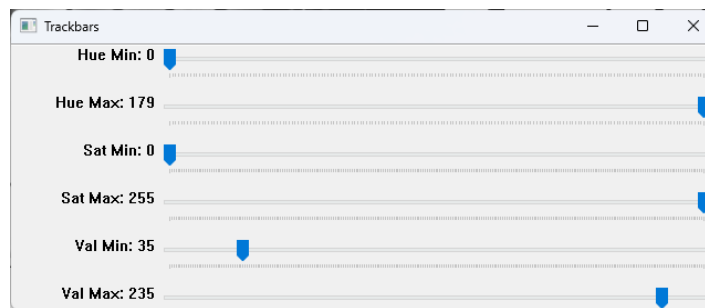 Trackbars
Hue Min: 0
Hue Max: 179
Sat Min: 0
Sat Max: 255
Val Min: 35
Val Max: 235